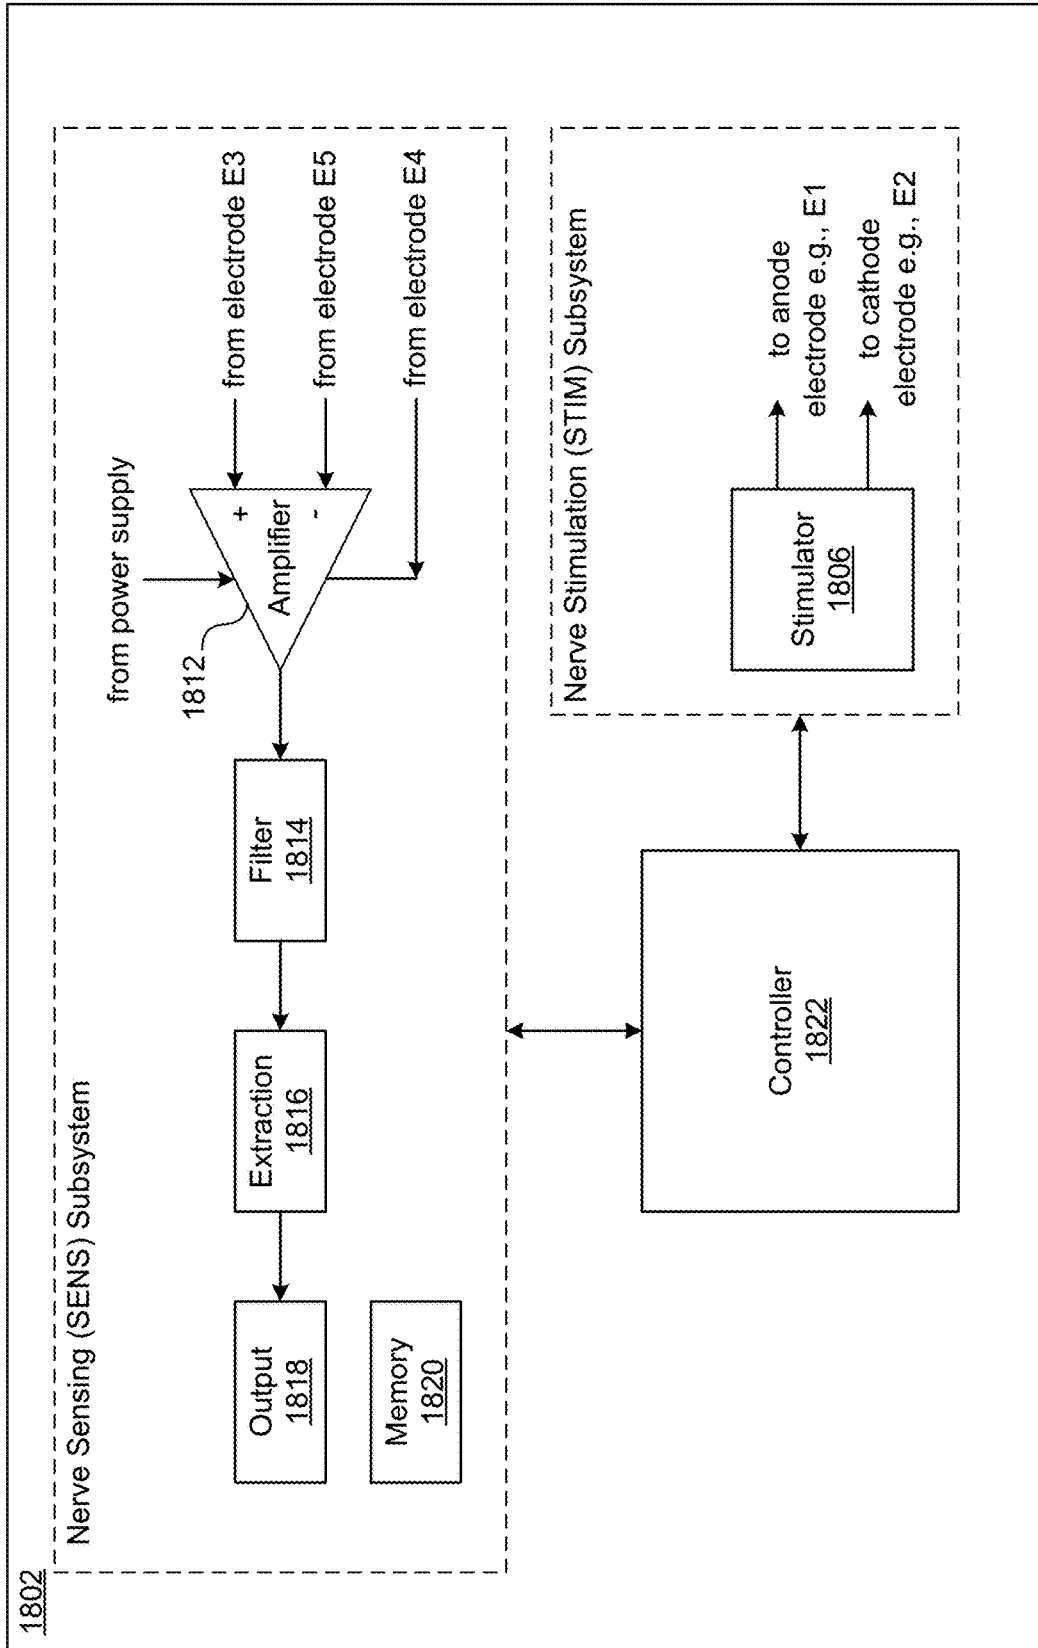 1802
Nerve Sensing (SENS) Subsystem
from power supply
1812
+
Amplifier
-
from electrode E3
from electrode E5
from electrode E4
Filter
1814
Extraction
1816
Output
1818
Memory
1820
Controller
1822
Nerve Stimulation (STIM) Subsystem
Stimulator
1806
to anode
electrode e.g., E1
to cathode
electrode e.g., E2